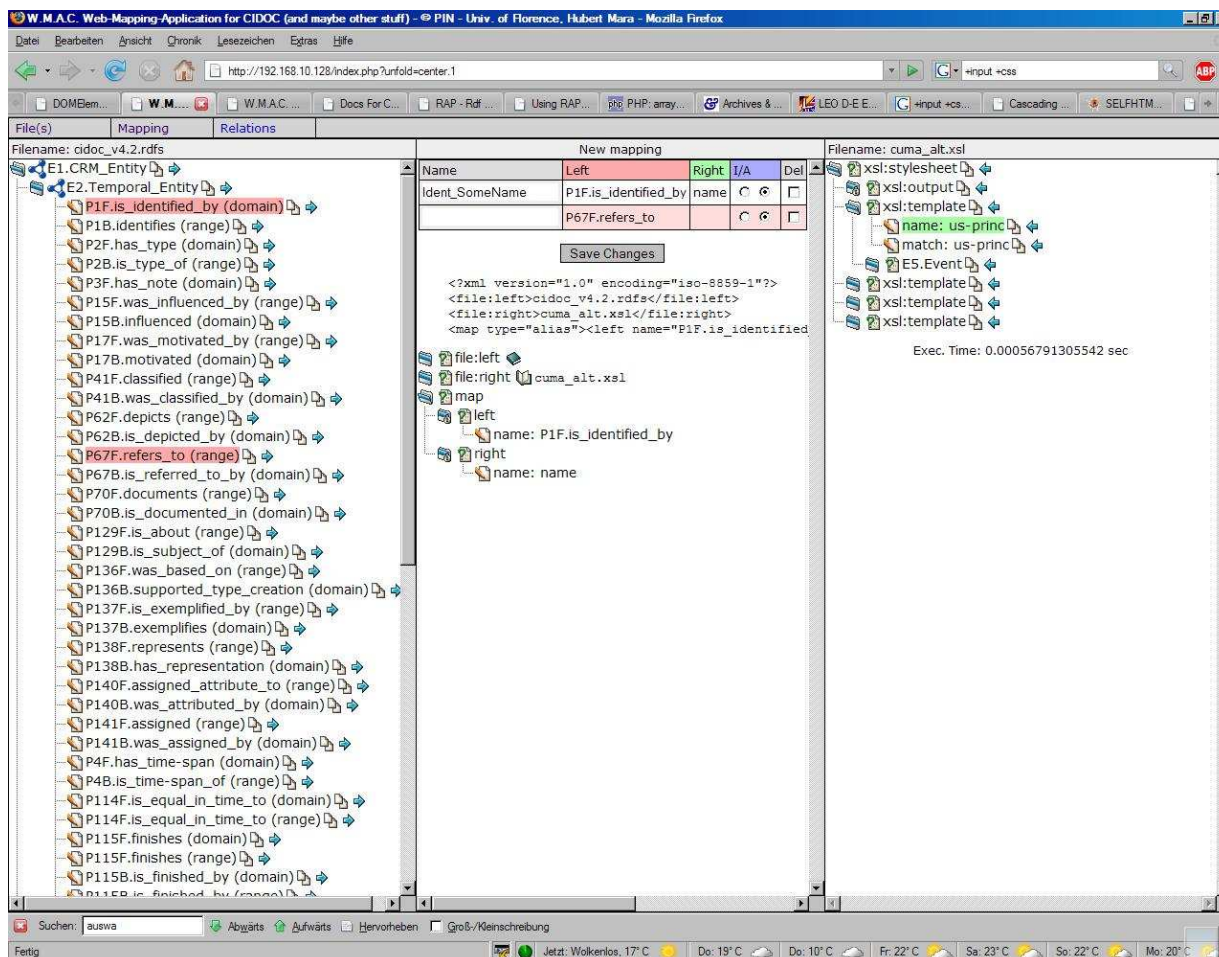 W.M.A.C. Web-Mapping-Application for CIDOC (and maybe other stuff) - © PIN - Univ. of Florence, Hubert Mara - Mozilla Firefox
Datei Bearbeiten Ansicht Chronik Lesezeichen Extras Hilfe
http://192.168.10.128/index.php?unfold=center.1
+input +css
ABP
DOMElem... W.M.... W.M.A.C. ... Docs For C... RAP - Rdf ... Using RAP... PHP: array... Archives & ... LEO D-E E... +input +cs... Cascading ... SELFHTM...
File(s) Mapping Relations
Filename: cidoc_v4.2.rdfs
E1.CRM_Entity
E2.Temporal_Entity
P1F.is_identified_by (domain)
P1B.identifies (range)
P2F.has_type (domain)
P2B.is_type_of (range)
P3F.has_note (domain)
P15F.was_influenced_by (range)
P15B.influenced (domain)
P17F.was_motivated_by (range)
P17B.motivated (domain)
P41F.classified (range)
P41B.was_classified_by (domain)
P62F.depicts (range)
P62B.is_depicted_by (domain)
P67F.refers_to (range)
P67B.is_referred_to_by (domain)
P70F.documents (range)
P70B.is_documented_in (domain)
P129F.is_about (range)
P129B.is_subject_of (domain)
P136F.was_based_on (range)
P136B.supported_type_creation (domain)
P137F.is_exemplified_by (range)
P137B.exemplifies (domain)
P138F.represents (range)
P138B.has_representation (domain)
P140F.assigned_attribute_to (range)
P140B.was_attributed_by (domain)
P141F.assigned (range)
P141B.was_assigned_by (domain)
P4F.has_time-span (domain)
P4B.is_time-span_of (range)
P114F.is_equal_in_time_to (domain)
P114F.is_equal_in_time_to (range)
P115F.finishes (domain)
P115F.finishes (range)
P115B.is_finished_by (domain)
P115B.is_finished_by (range)
New mapping
Name Left Right I/A Del
Ident_SomeName P1F.is_identified_by name
P67F.refers_to
Save Changes
<?xml version="1.0" encoding="iso-8859-1"?>
<file:left>cidoc_v4.2.rdfs</file:left>
<file:right>cuma_alt.xsl</file:right>
<map type="alias"><left name="P1F.is_identified
file:left
file:right cuma_alt.xsl
map
left
name: P1F.is_identified_by
right
name: name
Filename: cuma_alt.xsl
xsl:stylesheet
xsl:output
xsl:template
name: us-princ
match: us-princ
E5.Event
xsl:template
xsl:template
xsl:template
Exec. Time: 0.00056791305542 sec
Suchen: auswa Abwärts Aufwärts Hervorheben Groß-/Kleinschreibung
Fertig Jetzt: Wolkenlos, 17° C Do: 19° C Do: 10° C Fr: 22° C Sa: 23° C So: 22° C Mo: 20° C